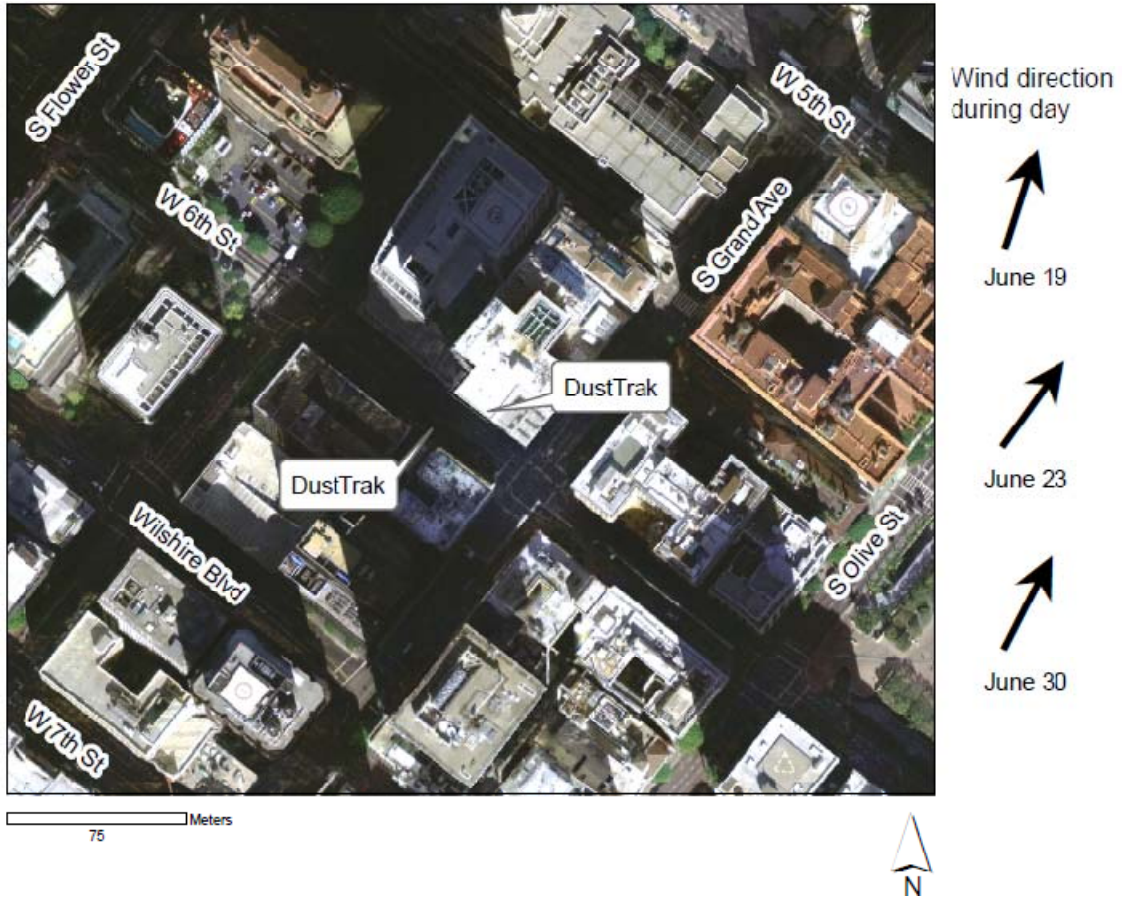 S Flower St
W 5th St
Wind direction
during day
W 6th St
S Grand Ave
June 19
DustTrak
DustTrak
June 23
Wilshire Blvd
S Olive St
June 30
W 7th St
Meters
75
N